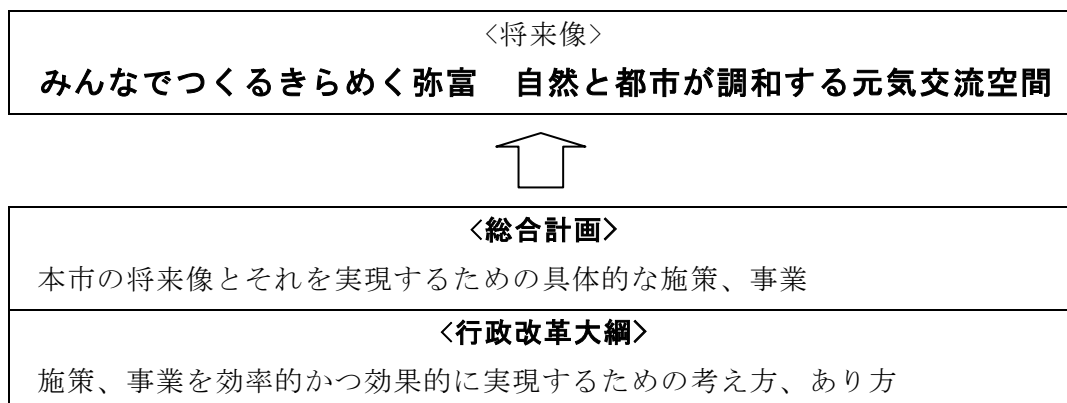 〈将来像〉
みんなでつくるきらめく弥富　自然と都市が調和する元気交流空間
〈総合計画〉
本市の将来像とそれを実現するための具体的な施策、事業
〈行政改革大綱〉
施策、事業を効率的かつ効果的に実現するための考え方、あり方